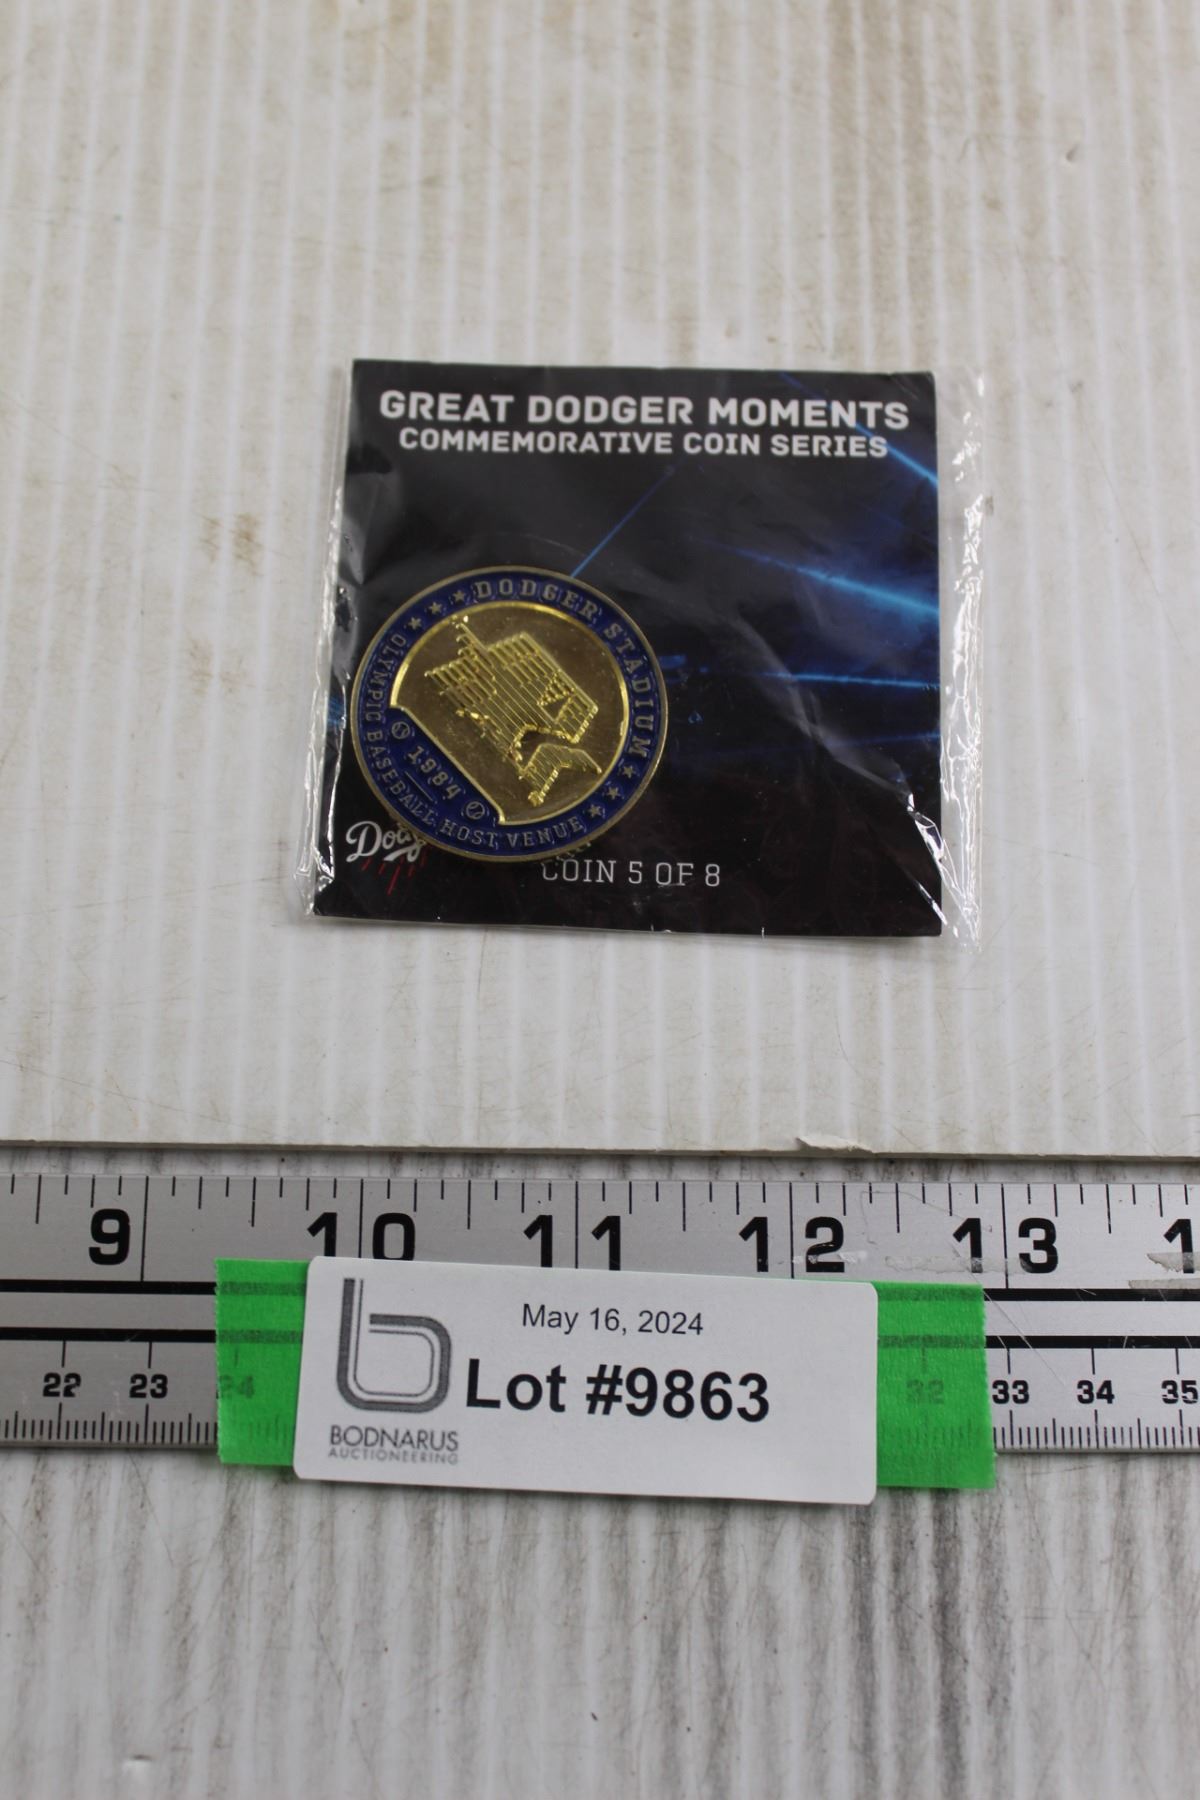 GREAT DODGER MOMENTS
COMMEMORATIVE COIN SERIES
DODGER STADIUM
OLYMPIC BASEBALL HOST VENUE
1984
COIN 5 OF 8
9 10 11 12 13
May 16, 2024
Lot #9863
BODNARUS
AUCTIONEERING
22 23 24 32 33 34 35